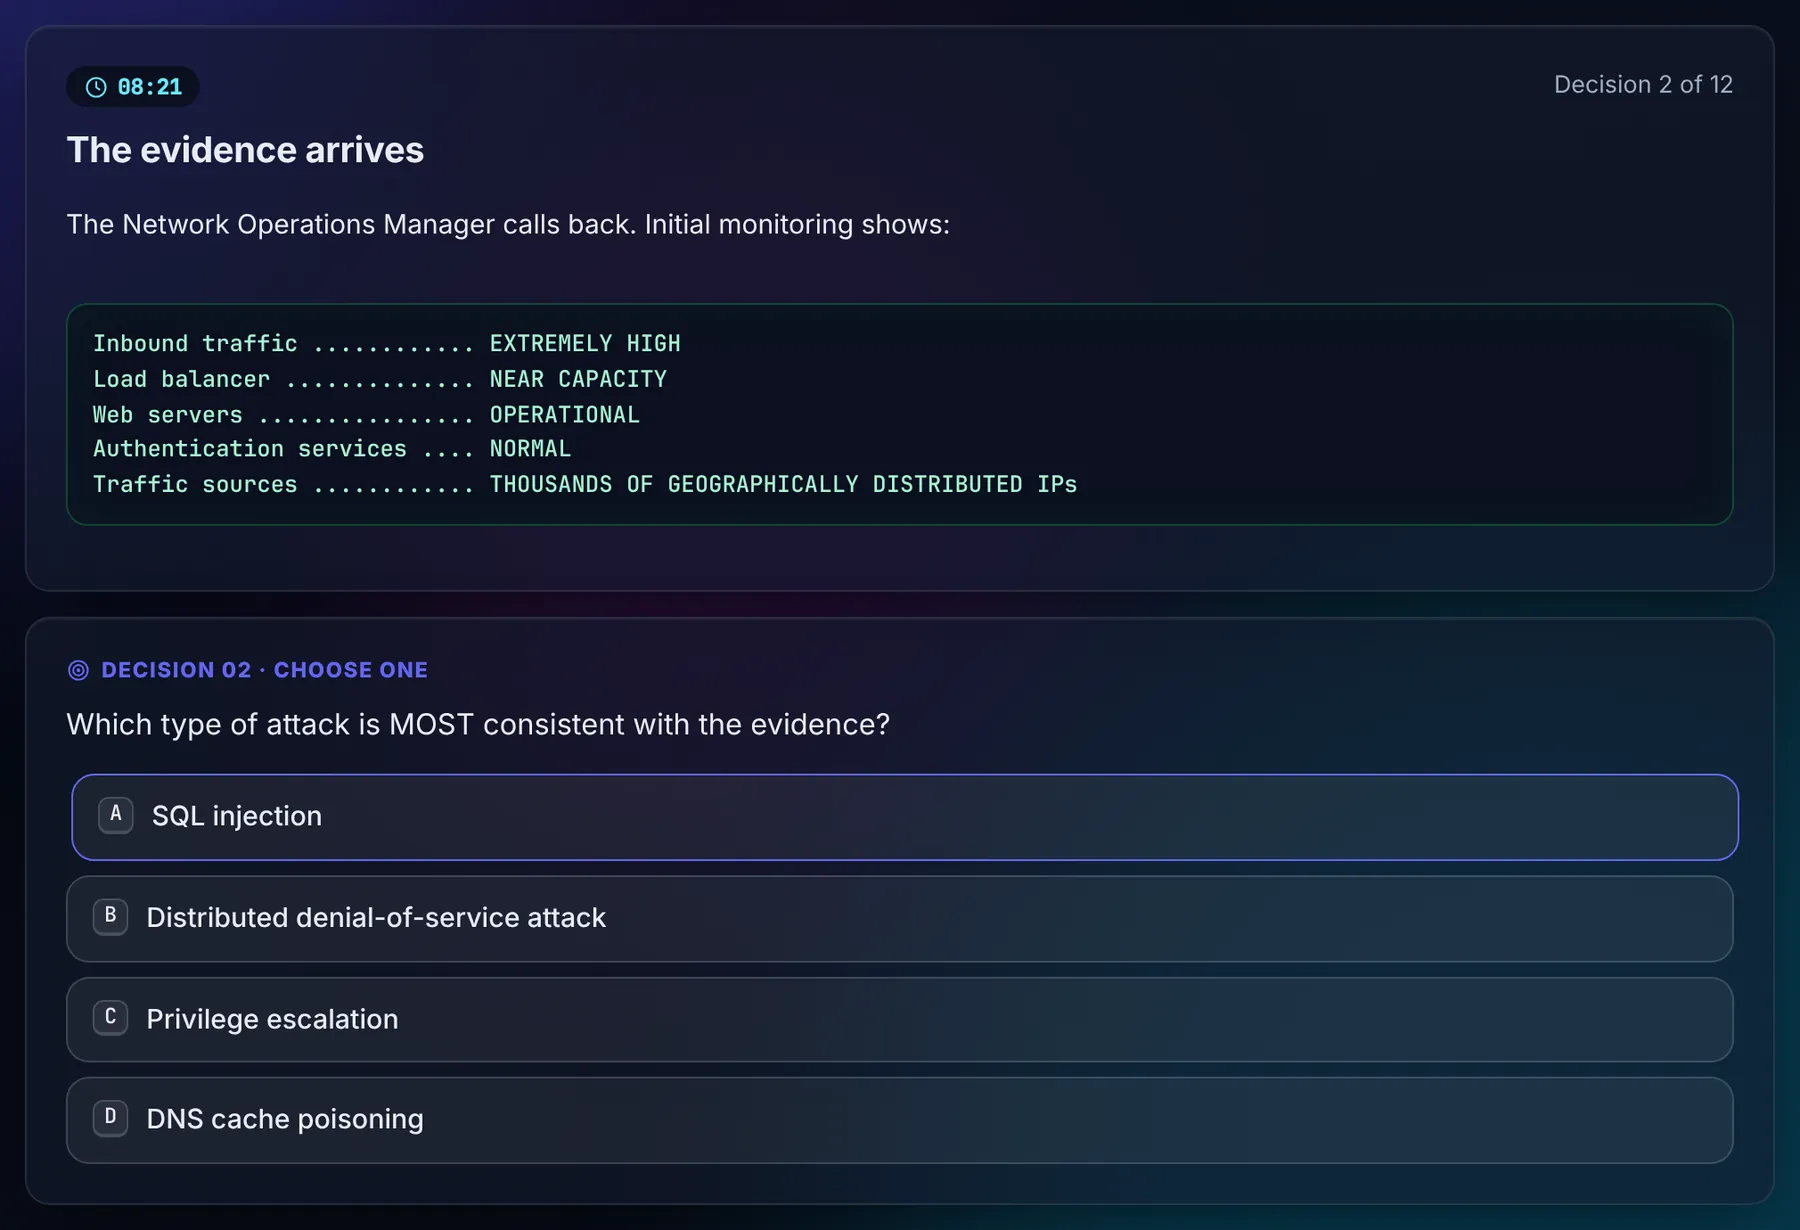 08:21
Decision 2 of 12
The evidence arrives
The Network Operations Manager calls back. Initial monitoring shows:
Inbound traffic ............ EXTREMELY HIGH
Load balancer .............. NEAR CAPACITY
Web servers ................ OPERATIONAL
Authentication services .... NORMAL
Traffic sources ............ THOUSANDS OF GEOGRAPHICALLY DISTRIBUTED IPs
DECISION 02 · CHOOSE ONE
Which type of attack is MOST consistent with the evidence?
A SQL injection
B Distributed denial-of-service attack
C Privilege escalation
D DNS cache poisoning